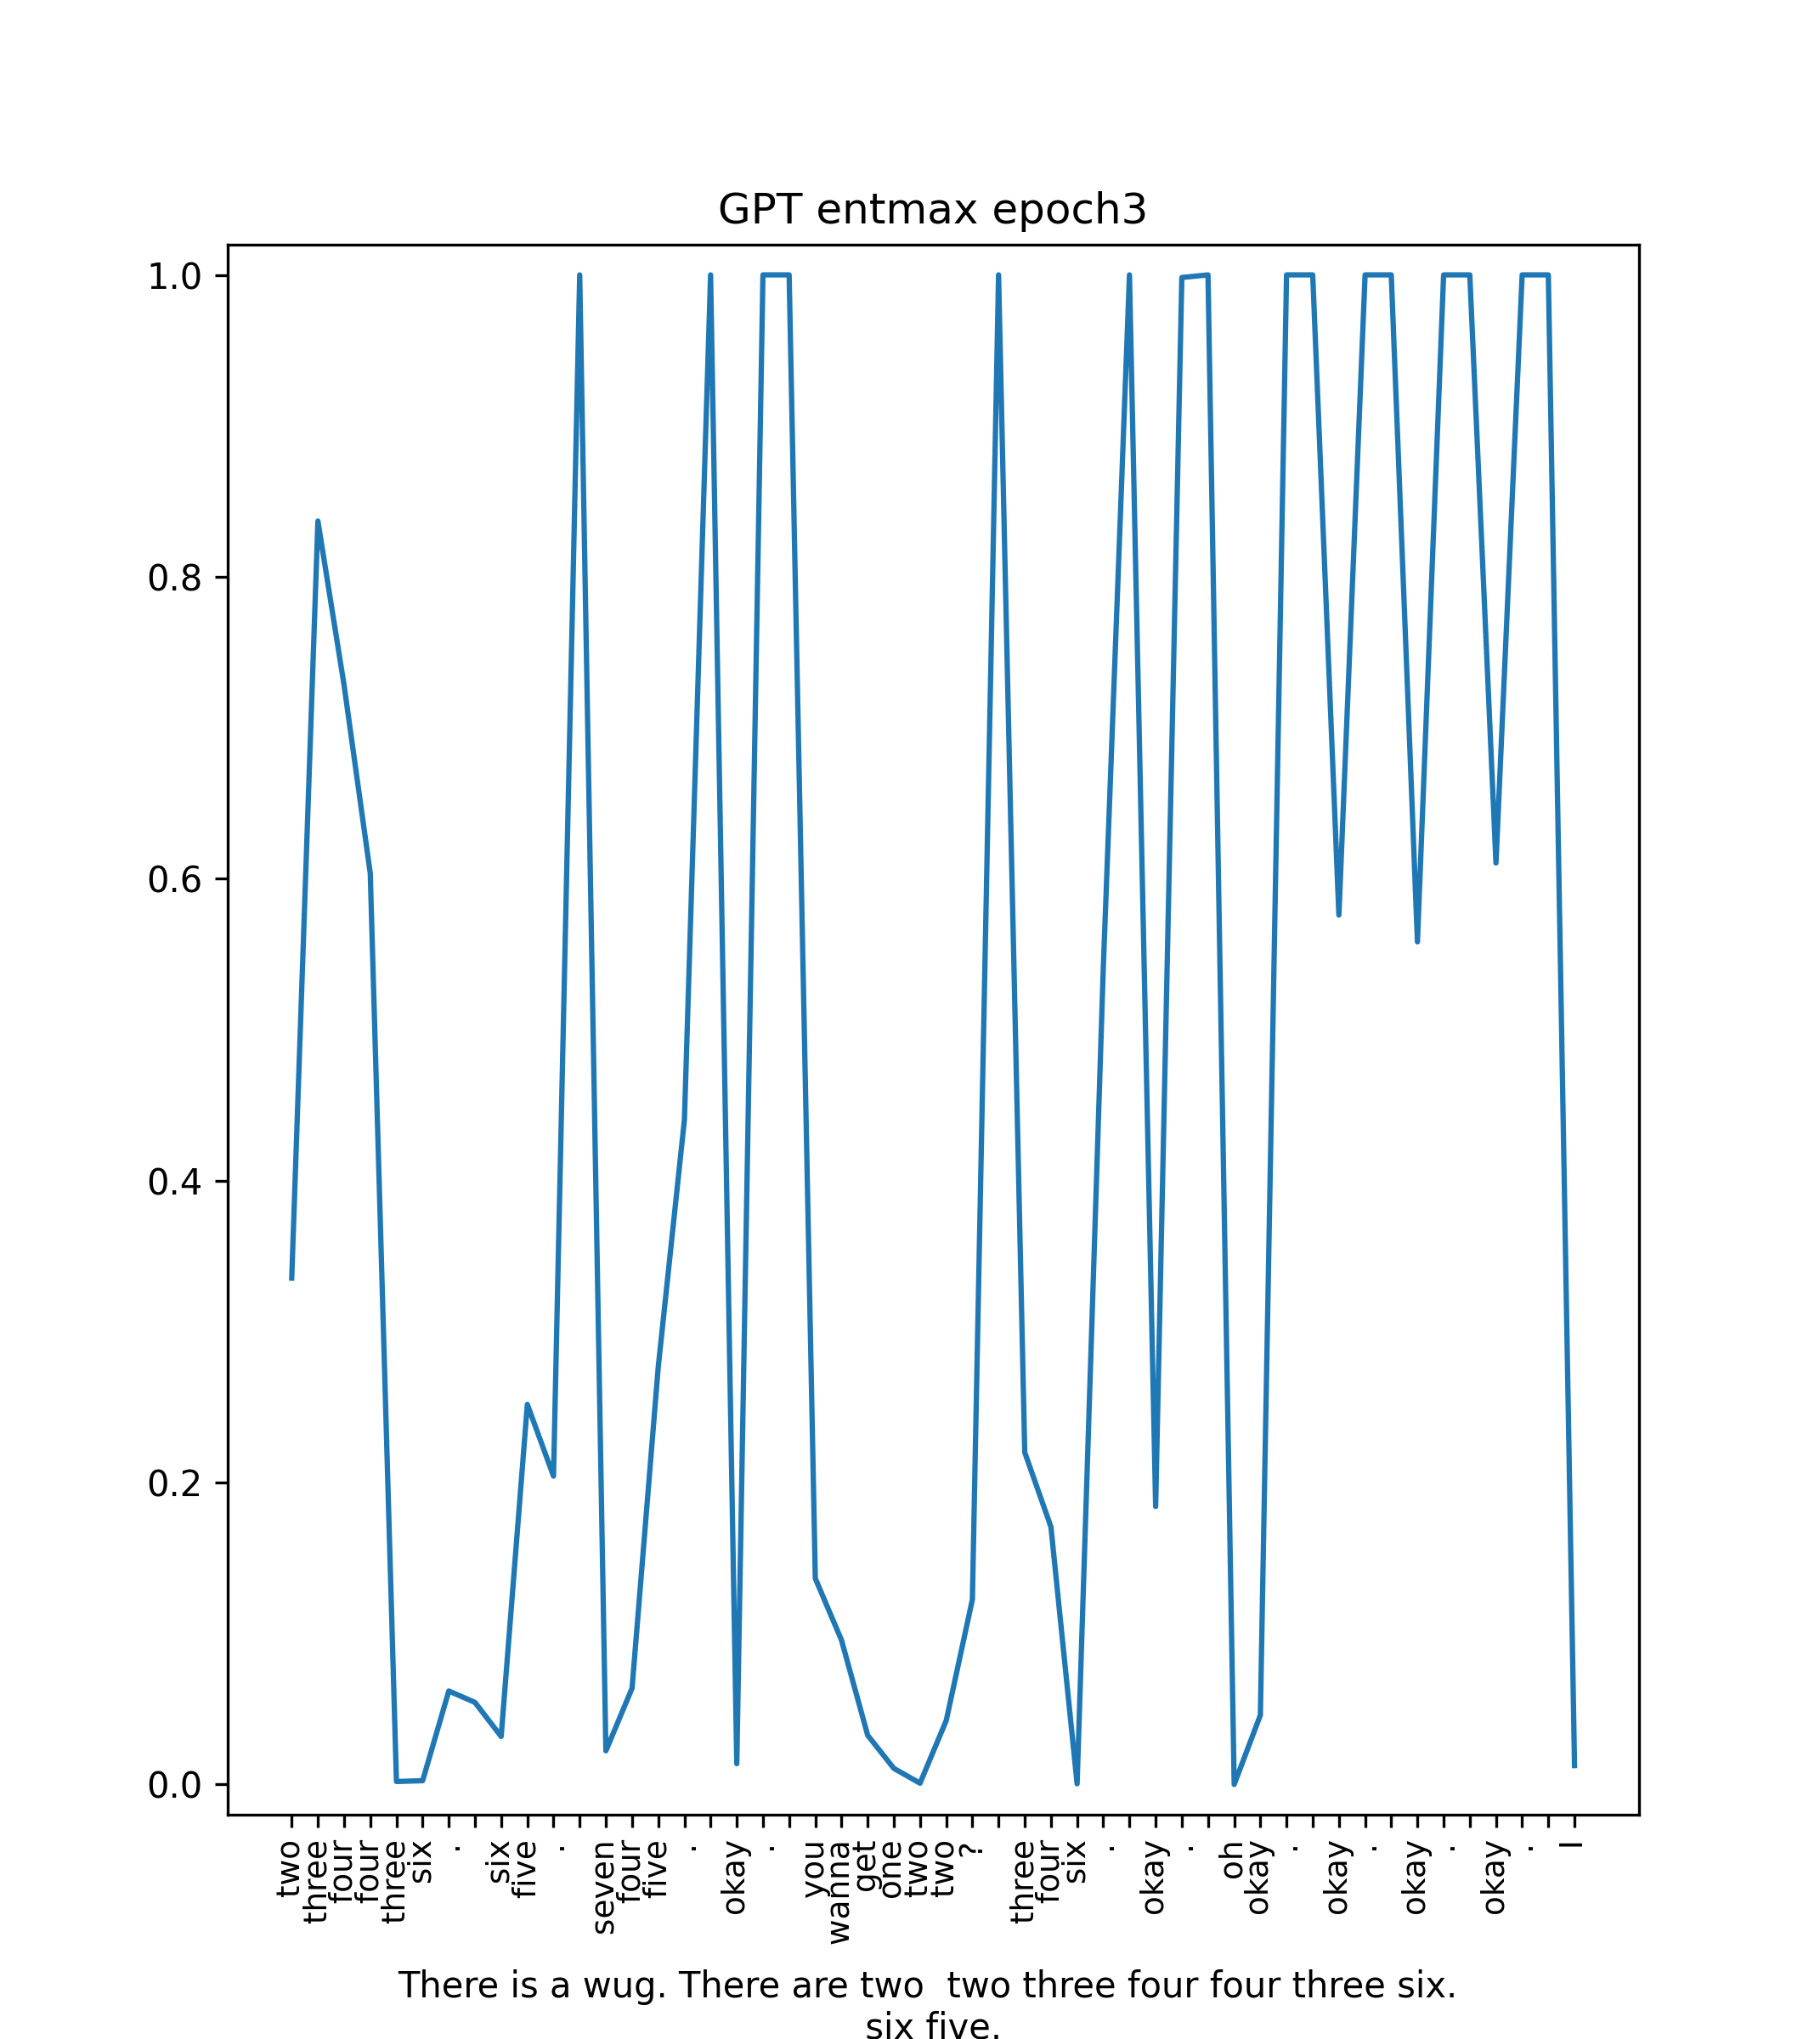 GPT entmax epoch3
1.0
0.8
0.6
0.4
0.2
0.0
two
three
four
four
three
six
.
six
five
.
seven
four
five
.
okay
.
you
wanna
get
one
two
two
?
three
four
six
.
okay
.
oh
okay
.
okay
.
okay
.
okay
.
I
There is a wug. There are two  two three four four three six.
six five.